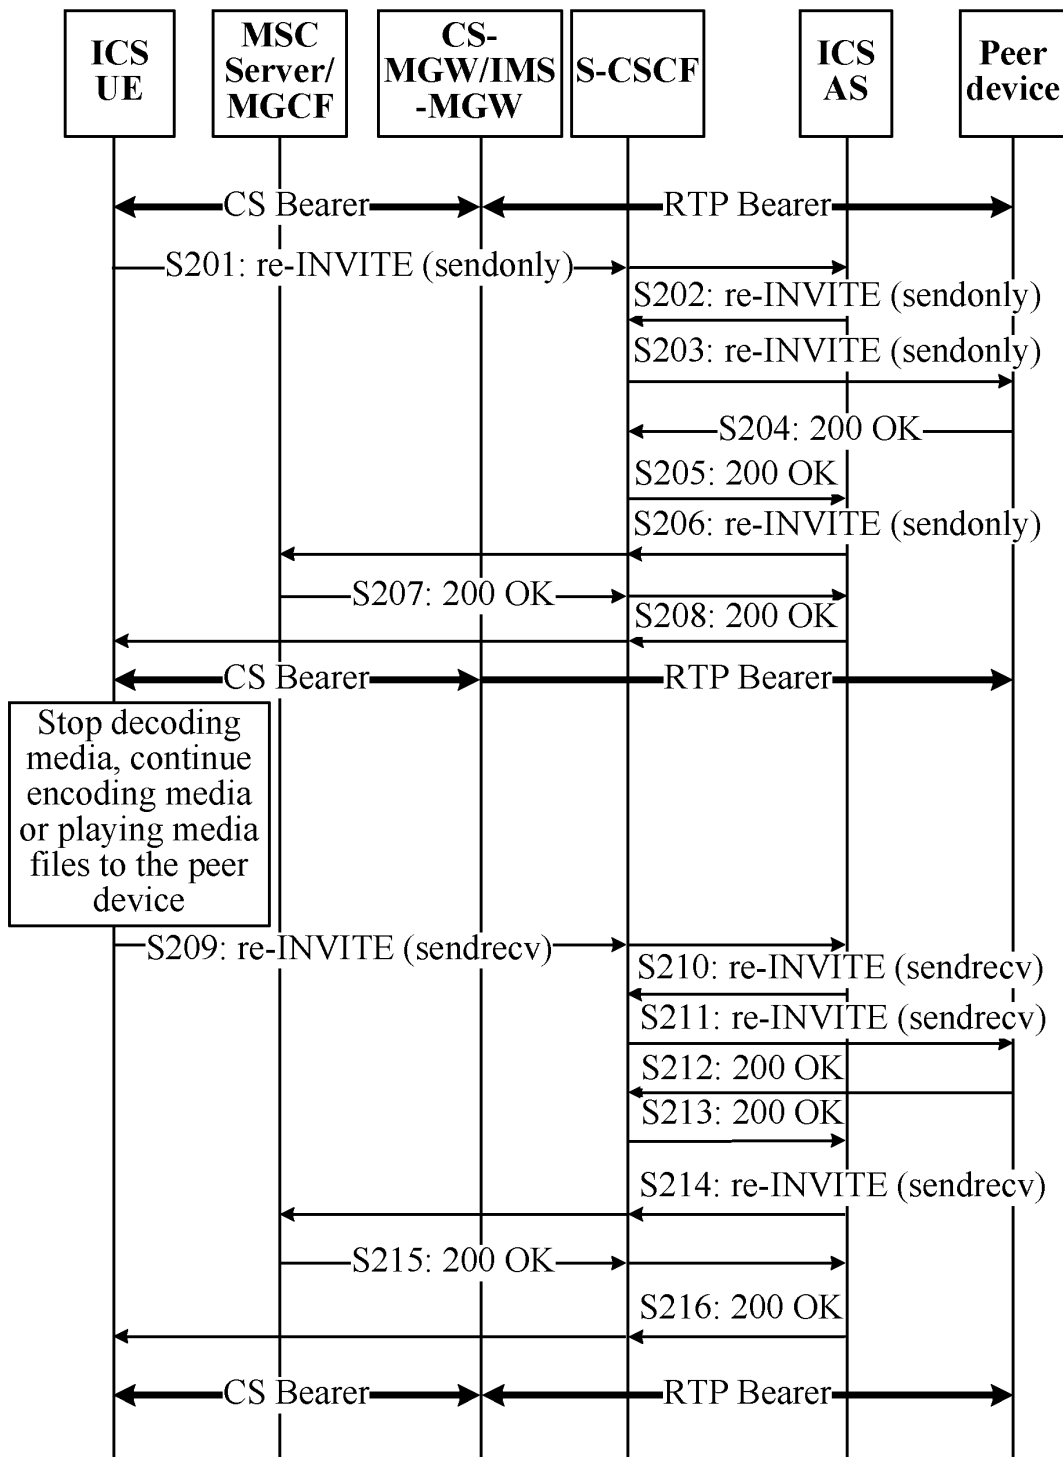 ICS
UE
MSC
Server/
MGCF
CS-
MGW/IMS
-MGW
S-CSCF
ICS
AS
Peer
device
CS Bearer
RTP Bearer
S201: re-INVITE (sendonly)
S202: re-INVITE (sendonly)
S203: re-INVITE (sendonly)
S204: 200 OK
S205: 200 OK
S206: re-INVITE (sendonly)
S207: 200 OK
S208: 200 OK
CS Bearer
RTP Bearer
Stop decoding
media, continue
encoding media
or playing media
files to the peer
device
S209: re-INVITE (sendrecv)
S210: re-INVITE (sendrecv)
S211: re-INVITE (sendrecv)
S212: 200 OK
S213: 200 OK
S214: re-INVITE (sendrecv)
S215: 200 OK
S216: 200 OK
CS Bearer
RTP Bearer